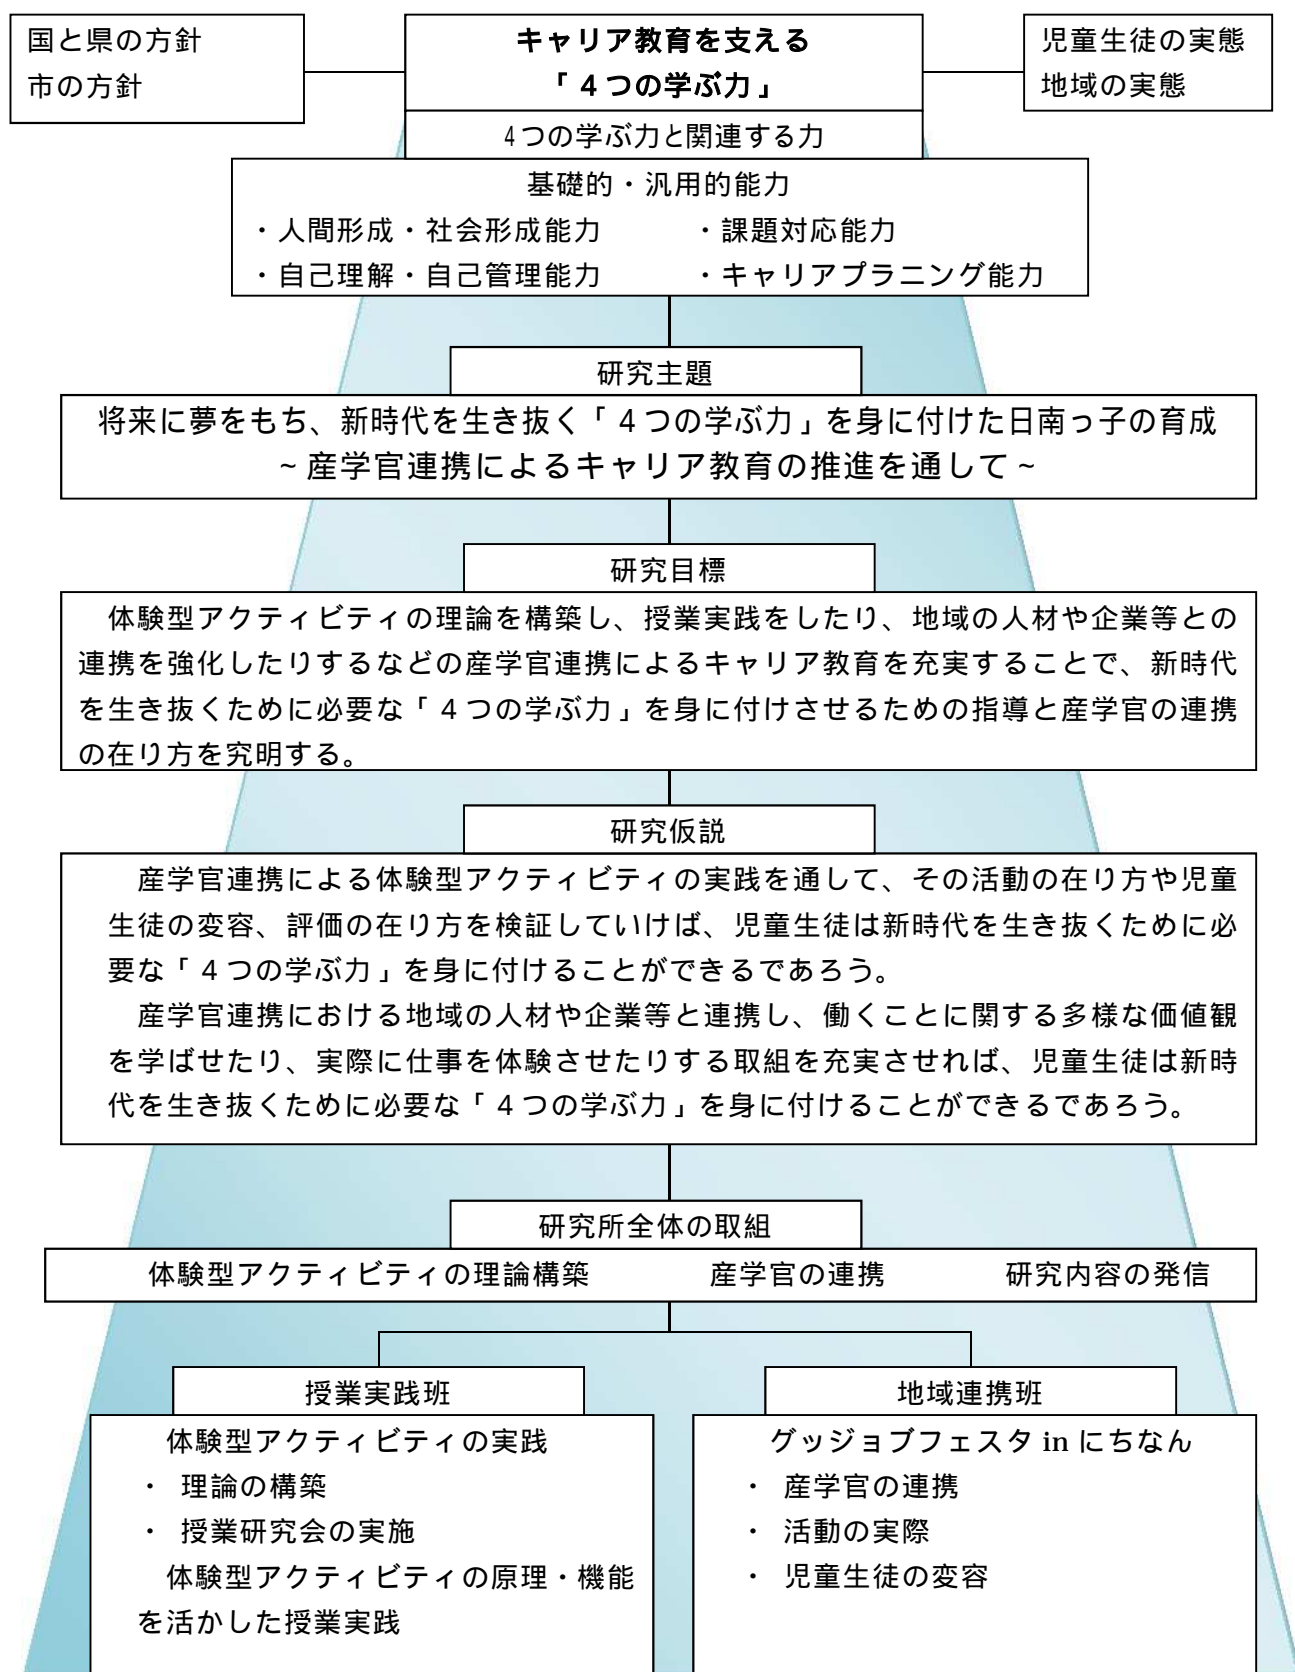 国と県の方針
市の方針
キャリア教育を支える
「４つの学ぶ力」
児童生徒の実態
地域の実態
4つの学ぶ力と関連する力
基礎的・汎用的能力
・人間形成・社会形成能力　・課題対応能力
・自己理解・自己管理能力　・キャリアプラニング能力
研究主題
将来に夢をもち、新時代を生き抜く「４つの学ぶ力」を身に付けた日南っ子の育成
~産学官連携によるキャリア教育の推進を通して~
研究目標
体験型アクティビティの理論を構築し、授業実践をしたり、地域の人材や企業等との
連携を強化したりするなどの産学官連携によるキャリア教育を充実することで、新時代
を生き抜くために必要な「４つの学ぶ力」を身に付けさせるための指導と産学官の連携
の在り方を究明する。
研究仮説
産学官連携による体験型アクティビティの実践を通して、その活動の在り方や児童
生徒の変容、評価の在り方を検証していけば、児童生徒は新時代を生き抜くために必
要な「４つの学ぶ力」を身に付けることができるであろう。
産学官連携における地域の人材や企業等と連携し、働くことに関する多様な価値観
を学ばせたり、実際に仕事を体験させたりする取組を充実させれば、児童生徒は新時
代を生き抜くために必要な「４つの学ぶ力」を身に付けることができるであろう。
研究所全体の取組
体験型アクティビティの理論構築　産学官の連携　研究内容の発信
授業実践班
体験型アクティビティの実践
・ 理論の構築
・ 授業研究会の実施
体験型アクティビティの原理・機能
を活かした授業実践
地域連携班
グッジョブフェスタ in にちなん
・ 産学官の連携
・ 活動の実際
・ 児童生徒の変容